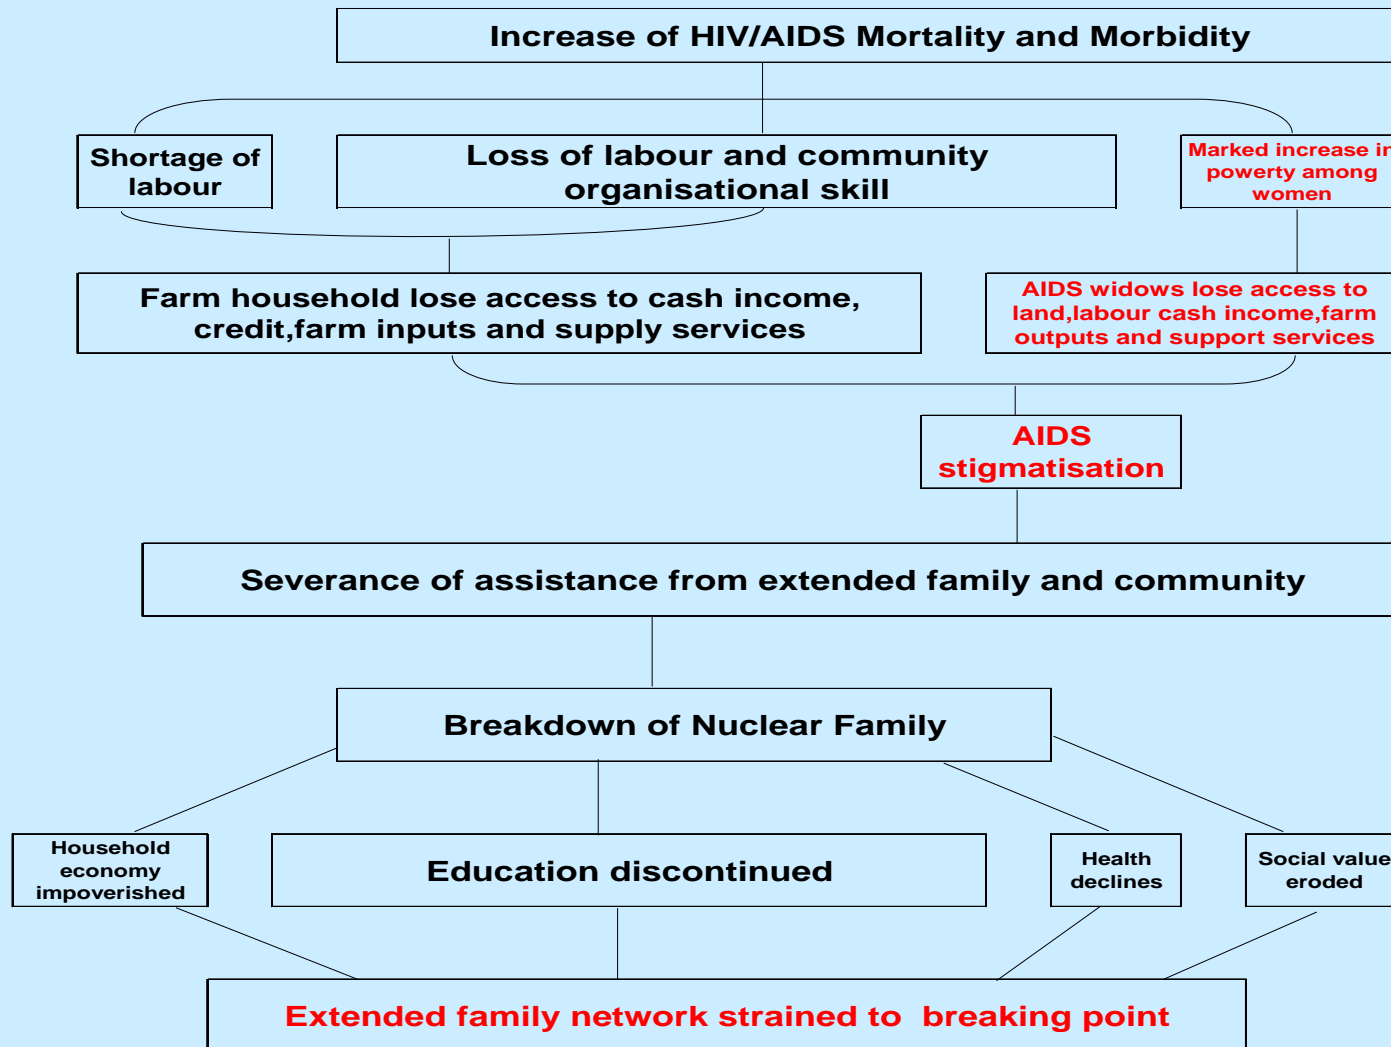 Increase of HIV/AIDS Mortality and Morbidity
Shortage of
labour
Loss of labour and community
organisational skill
Marked increase in
powerty among
women
Farm household lose access to cash income,
credit,farm inputs and supply services
AIDS widows lose access to
land,labour cash income,farm
outputs and support services
AIDS
stigmatisation
Severance of assistance from extended family and community
Breakdown of Nuclear Family
Household
economy
impoverished
Education discontinued
Health
declines
Social value
eroded
Extended family network strained to breaking point